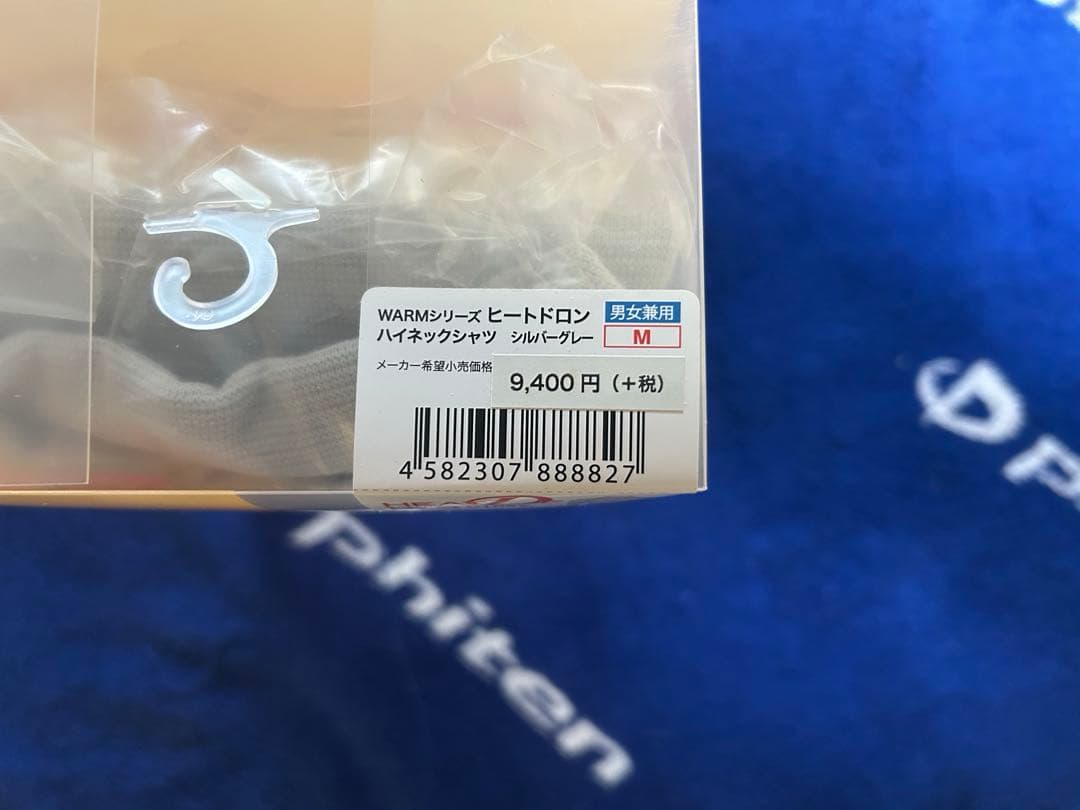 WARMシリーズ ヒートドロン 男女兼用
ハイネックシャツ シルバーグレー M
メーカー希望小売価格
9,400 円（＋税）
4 582307 888827
phiten